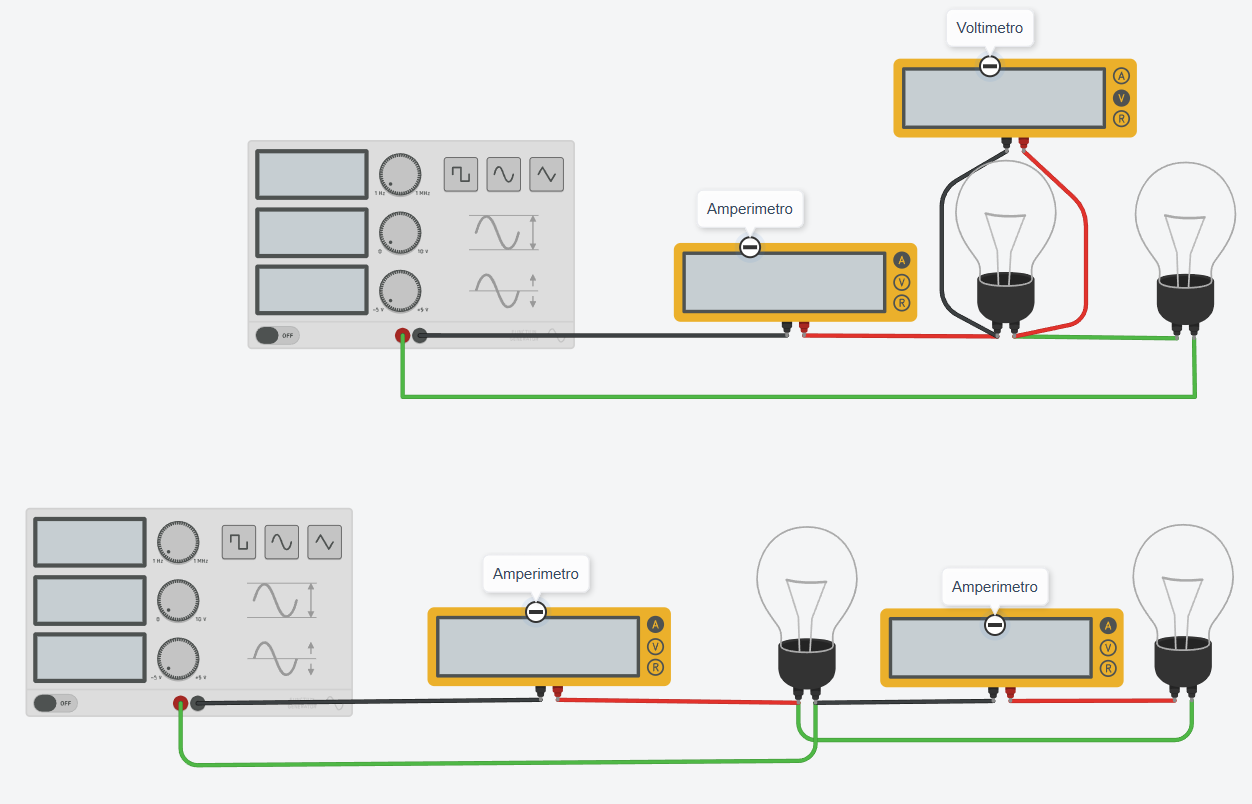 Voltimetro
A
V
R
1 Hz
1 MHz
Amperimetro
0
10 V
A
V
R
-5 V
+5 V
OFF
1 Hz
1 MHz
Amperimetro
Amperimetro
0
10 V
A
V
R
A
V
R
-5 V
+5 V
OFF